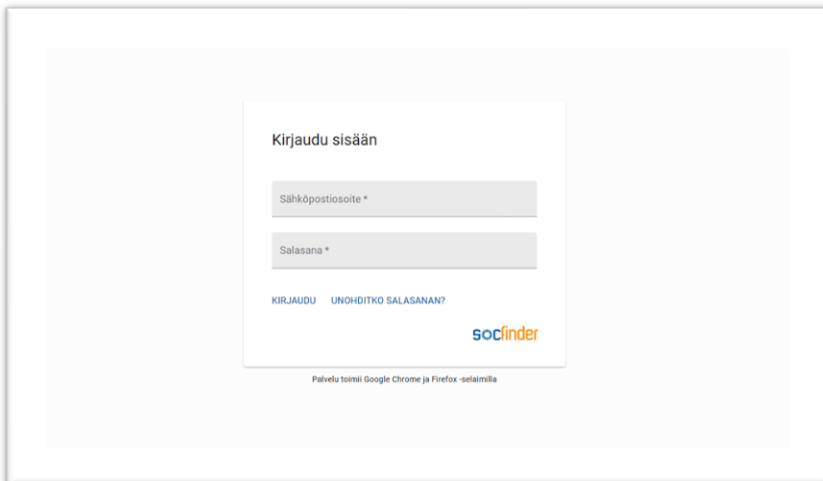 Kirjaudu sisään
Sähköpostiosoite *
Salasana *
KIRJAUDU UNOHDITKO SALASANAN?
socfinder
Palvelu toimii Google Chrome ja Firefox -selaimilla